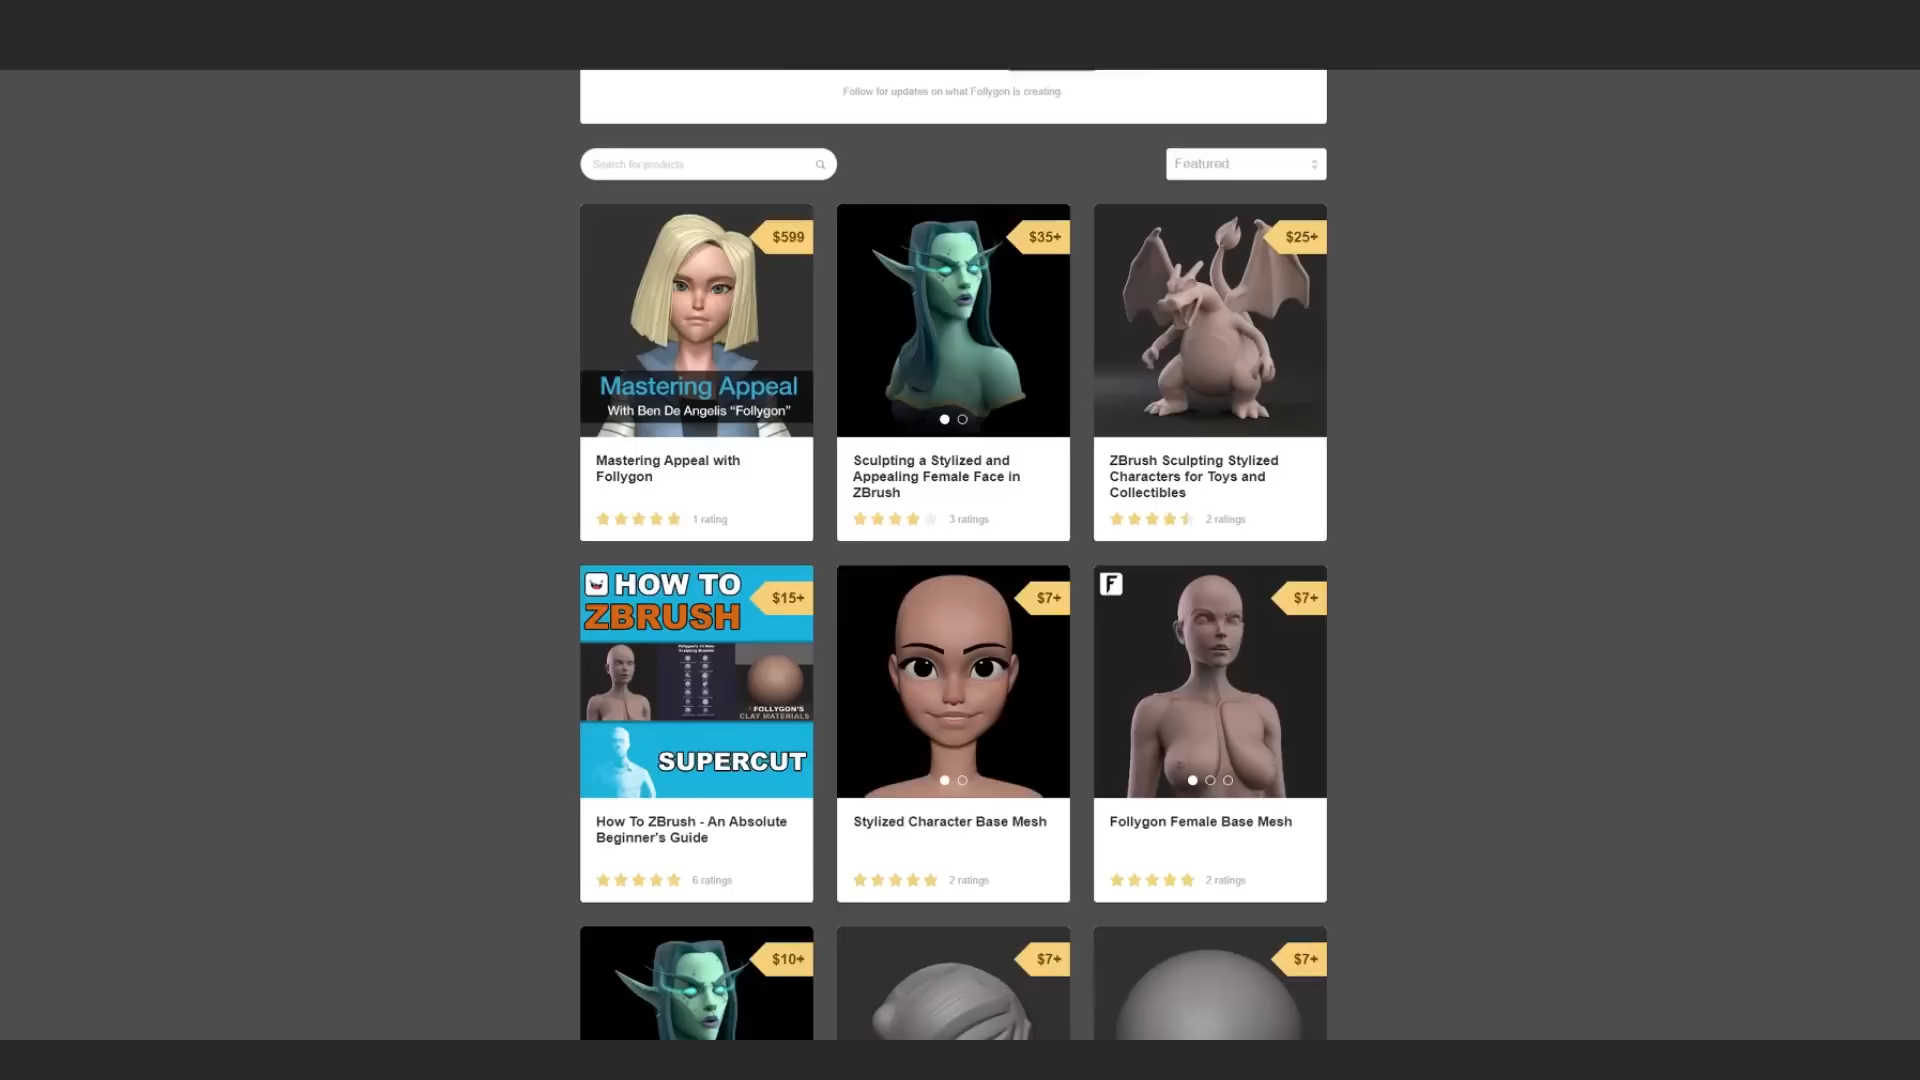 Follow for updates on what Follygon is creating.
Search for products
Featured
$599
Mastering Appeal
With Ben De Angelis “Follygon”
Mastering Appeal with
Follygon
1 rating
$35+
Sculpting a Stylized and
Appealing Female Face in
ZBrush
3 ratings
$25+
ZBrush Sculpting Stylized
Characters for Toys and
Collectibles
2 ratings
HOW TO
ZBRUSH
$15+
FOLLYGON'S
CLAY MATERIALS
SUPERCUT
How To ZBrush - An Absolute
Beginner's Guide
6 ratings
$7+
Stylized Character Base Mesh
2 ratings
F
$7+
Follygon Female Base Mesh
2 ratings
$10+
$7+
$7+